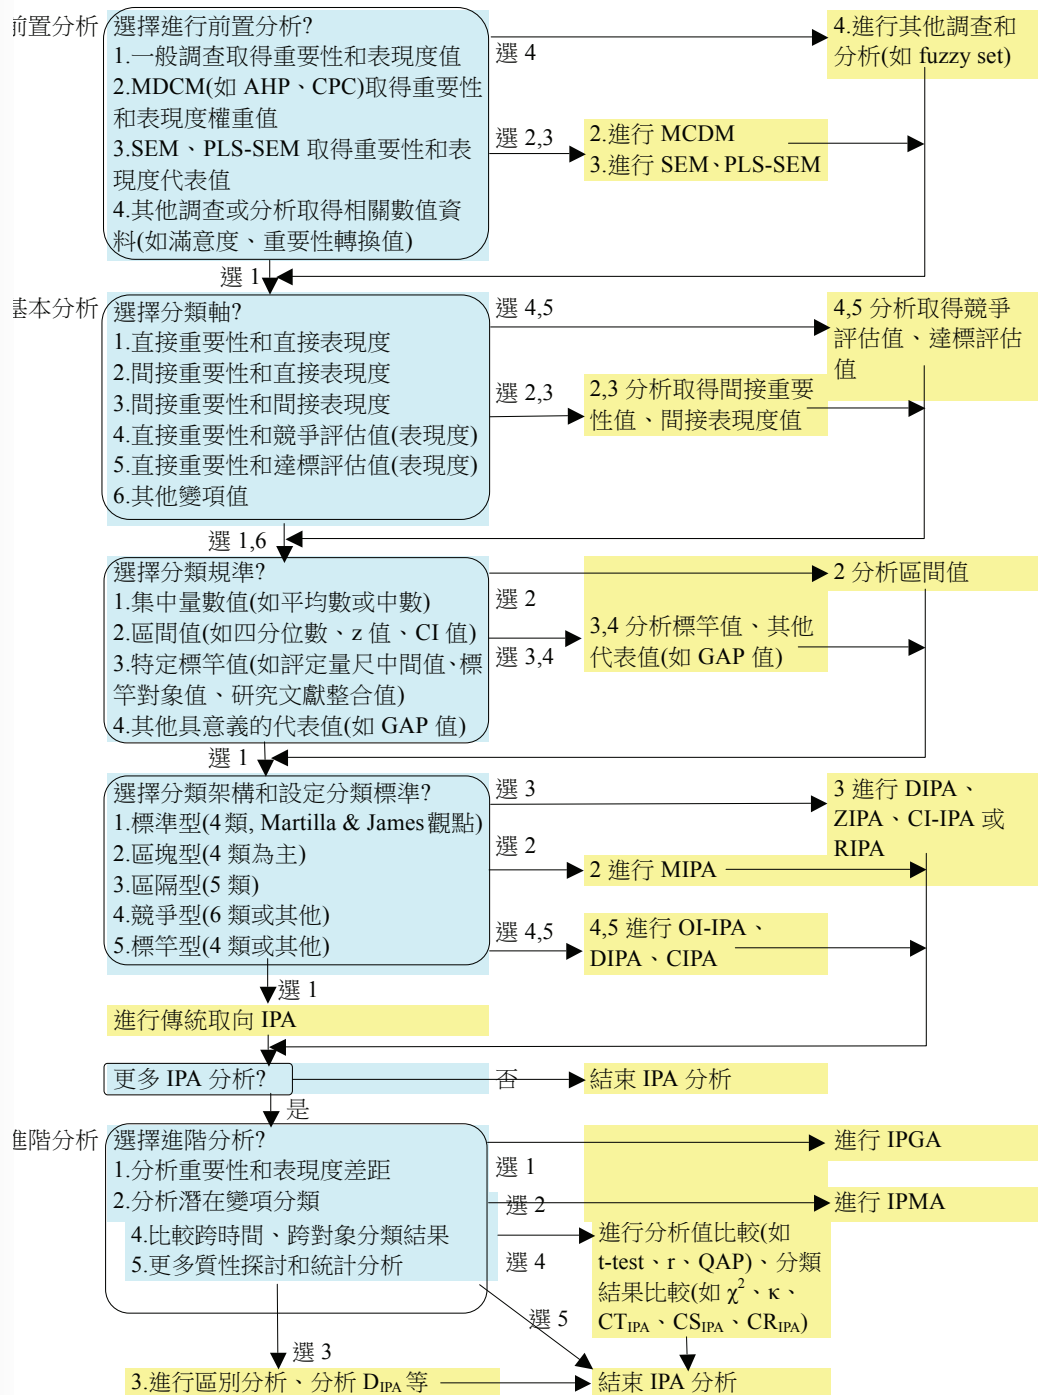 前置分析
選擇進行前置分析?
1.一般調查取得重要性和表現度值
2.MDCM(如 AHP、CPC)取得重要性
和表現度權重值
3.SEM、PLS-SEM 取得重要性和表
現度代表值
4.其他調查或分析取得相關數值資
料(如滿意度、重要性轉換值)
選 4
4.進行其他調查和
分析(如 fuzzy set)
選 2,3
2.進行 MCDM
3.進行 SEM、PLS-SEM
選 1
基本分析
選擇分類軸?
1.直接重要性和直接表現度
2.間接重要性和直接表現度
3.間接重要性和間接表現度
4.直接重要性和競爭評估值(表現度)
5.直接重要性和達標評估值(表現度)
6.其他變項值
選 4,5
4,5 分析取得競爭
評估值、達標評估
值
選 2,3
2,3 分析取得間接重要
性值、間接表現度值
選 1,6
選擇分類規準?
1.集中量數值(如平均數或中數)
2.區間值(如四分位數、z 值、CI 值)
3.特定標竿值(如評定量尺中間值、標
竿對象值、研究文獻整合值)
4.其他具意義的代表值(如 GAP 值)
選 2
2 分析區間值
選 3,4
3,4 分析標竿值、其他
代表值(如 GAP 值)
選 1
選擇分類架構和設定分類標準?
1.標準型(4 類, Martilla & James 觀點)
2.區塊型(4 類為主)
3.區隔型(5 類)
4.競爭型(6 類或其他)
5.標竿型(4 類或其他)
選 3
3 進行 DIPA、
ZIPA、CI-IPA 或
RIPA
選 2
2 進行 MIPA
選 4,5
4,5 進行 OI-IPA、
DIPA、CIPA
選 1
進行傳統取向 IPA
更多 IPA 分析?
否
結束 IPA 分析
是
進階分析
選擇進階分析?
1.分析重要性和表現度差距
2.分析潛在變項分類
4.比較跨時間、跨對象分類結果
5.更多質性探討和統計分析
選 1
進行 IPGA
選 2
進行 IPMA
選 4
進行分析值比較(如
t-test、r、QAP)、分類
結果比較(如 χ²、κ、
CT_IPA、CS_IPA、CR_IPA)
選 5
選 3
3.進行區別分析、分析 D_IPA 等
結束 IPA 分析